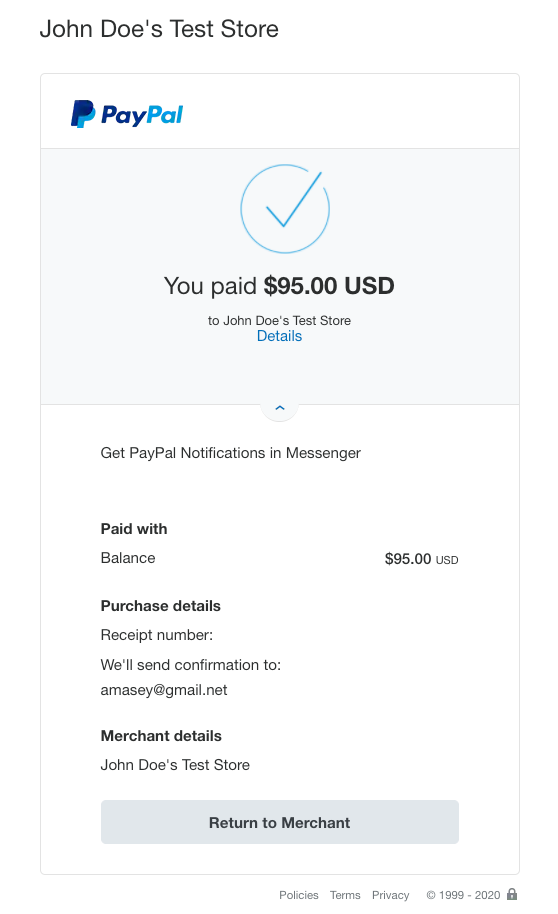 John Doe's Test Store
PayPal
You paid $95.00 USD
to John Doe's Test Store
Details
Get PayPal Notifications in Messenger
Paid with
Balance $95.00 USD
Purchase details
Receipt number:
We'll send confirmation to:
amasey@gmail.net
Merchant details
John Doe's Test Store
Return to Merchant
Policies Terms Privacy © 1999 - 2020